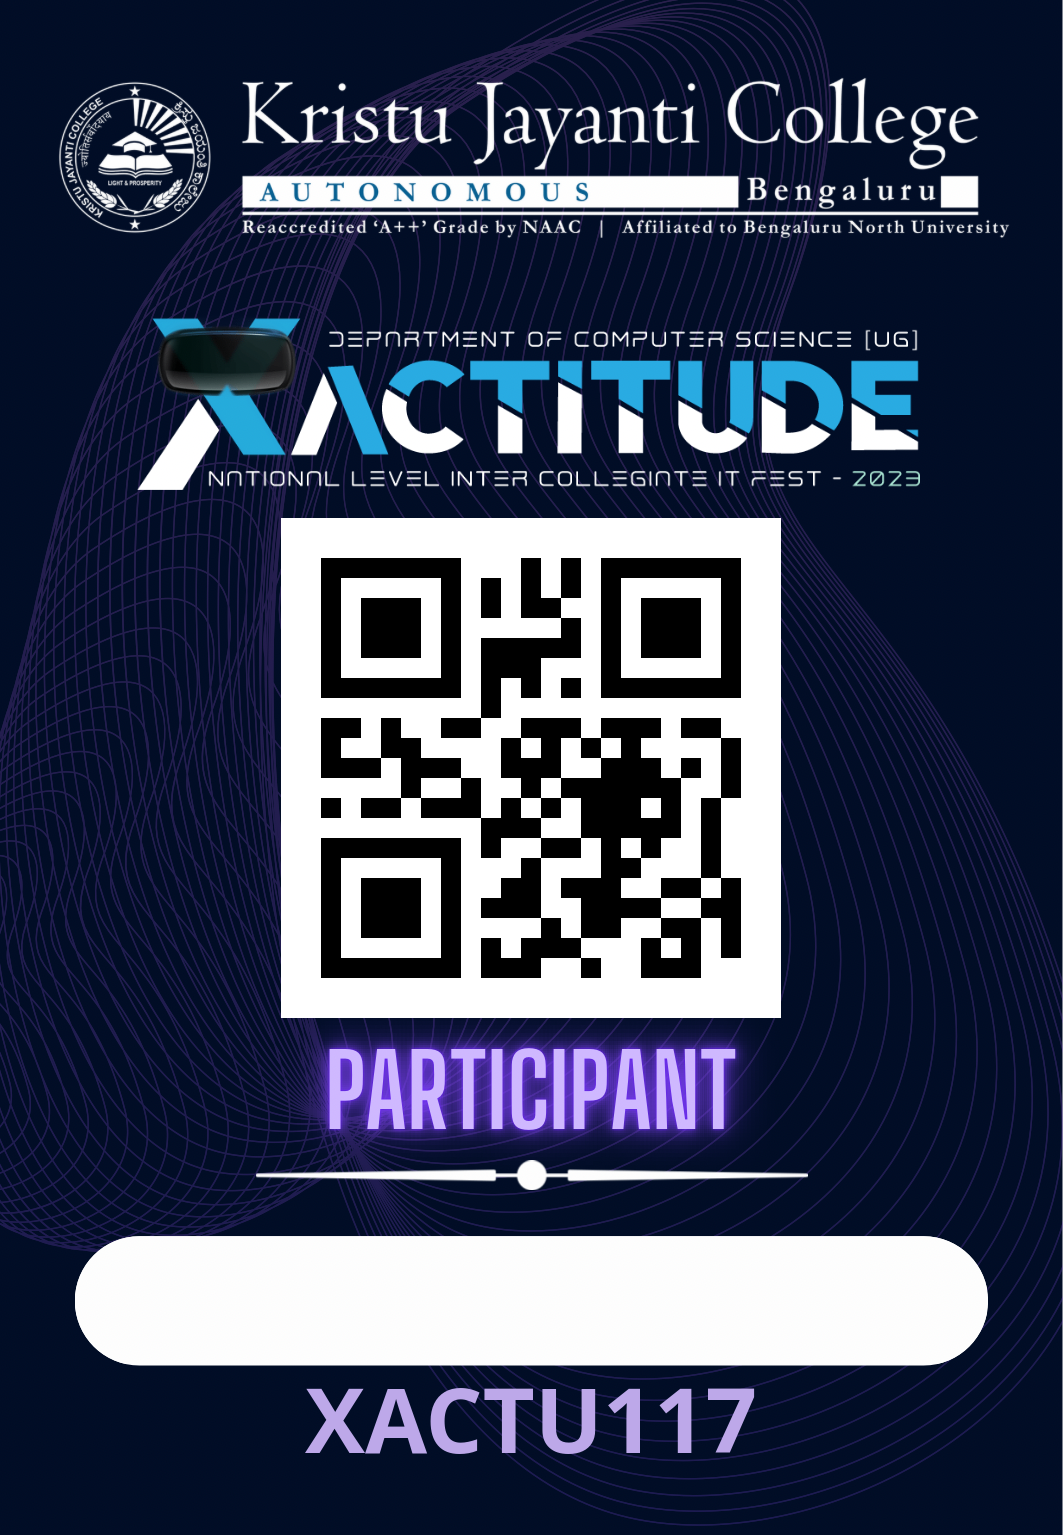 Kristu Jayanti College
AUTONOMOUS Bengaluru
Reaccredited ‘A++’ Grade by NAAC | Affiliated to Bengaluru North University
KRISTU JAYANTI COLLEGE
LIGHT & PROSPERITY
DEPARTMENT OF COMPUTER SCIENCE [UG]
XACTITUDE
NATIONAL LEVEL INTER COLLEGIATE IT FEST - 2023
PARTICIPANT
XACTU117